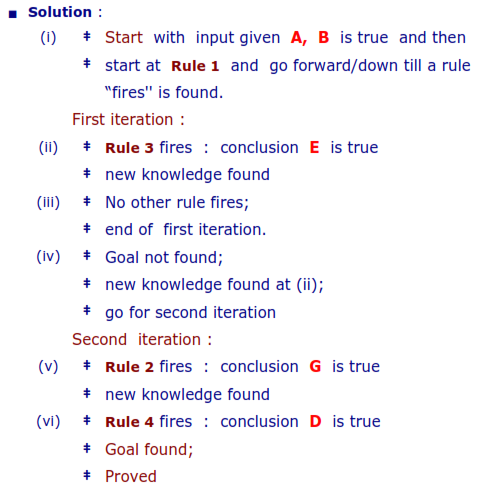 ■ Solution :
(i) ⇞ Start with input given A, B is true and then
⇞ start at Rule 1 and go forward/down till a rule
“fires'' is found.
First iteration :
(ii) ⇞ Rule 3 fires : conclusion E is true
⇞ new knowledge found
(iii) ⇞ No other rule fires;
⇞ end of first iteration.
(iv) ⇞ Goal not found;
⇞ new knowledge found at (ii);
⇞ go for second iteration
Second iteration :
(v) ⇞ Rule 2 fires : conclusion G is true
⇞ new knowledge found
(vi) ⇞ Rule 4 fires : conclusion D is true
⇞ Goal found;
⇞ Proved